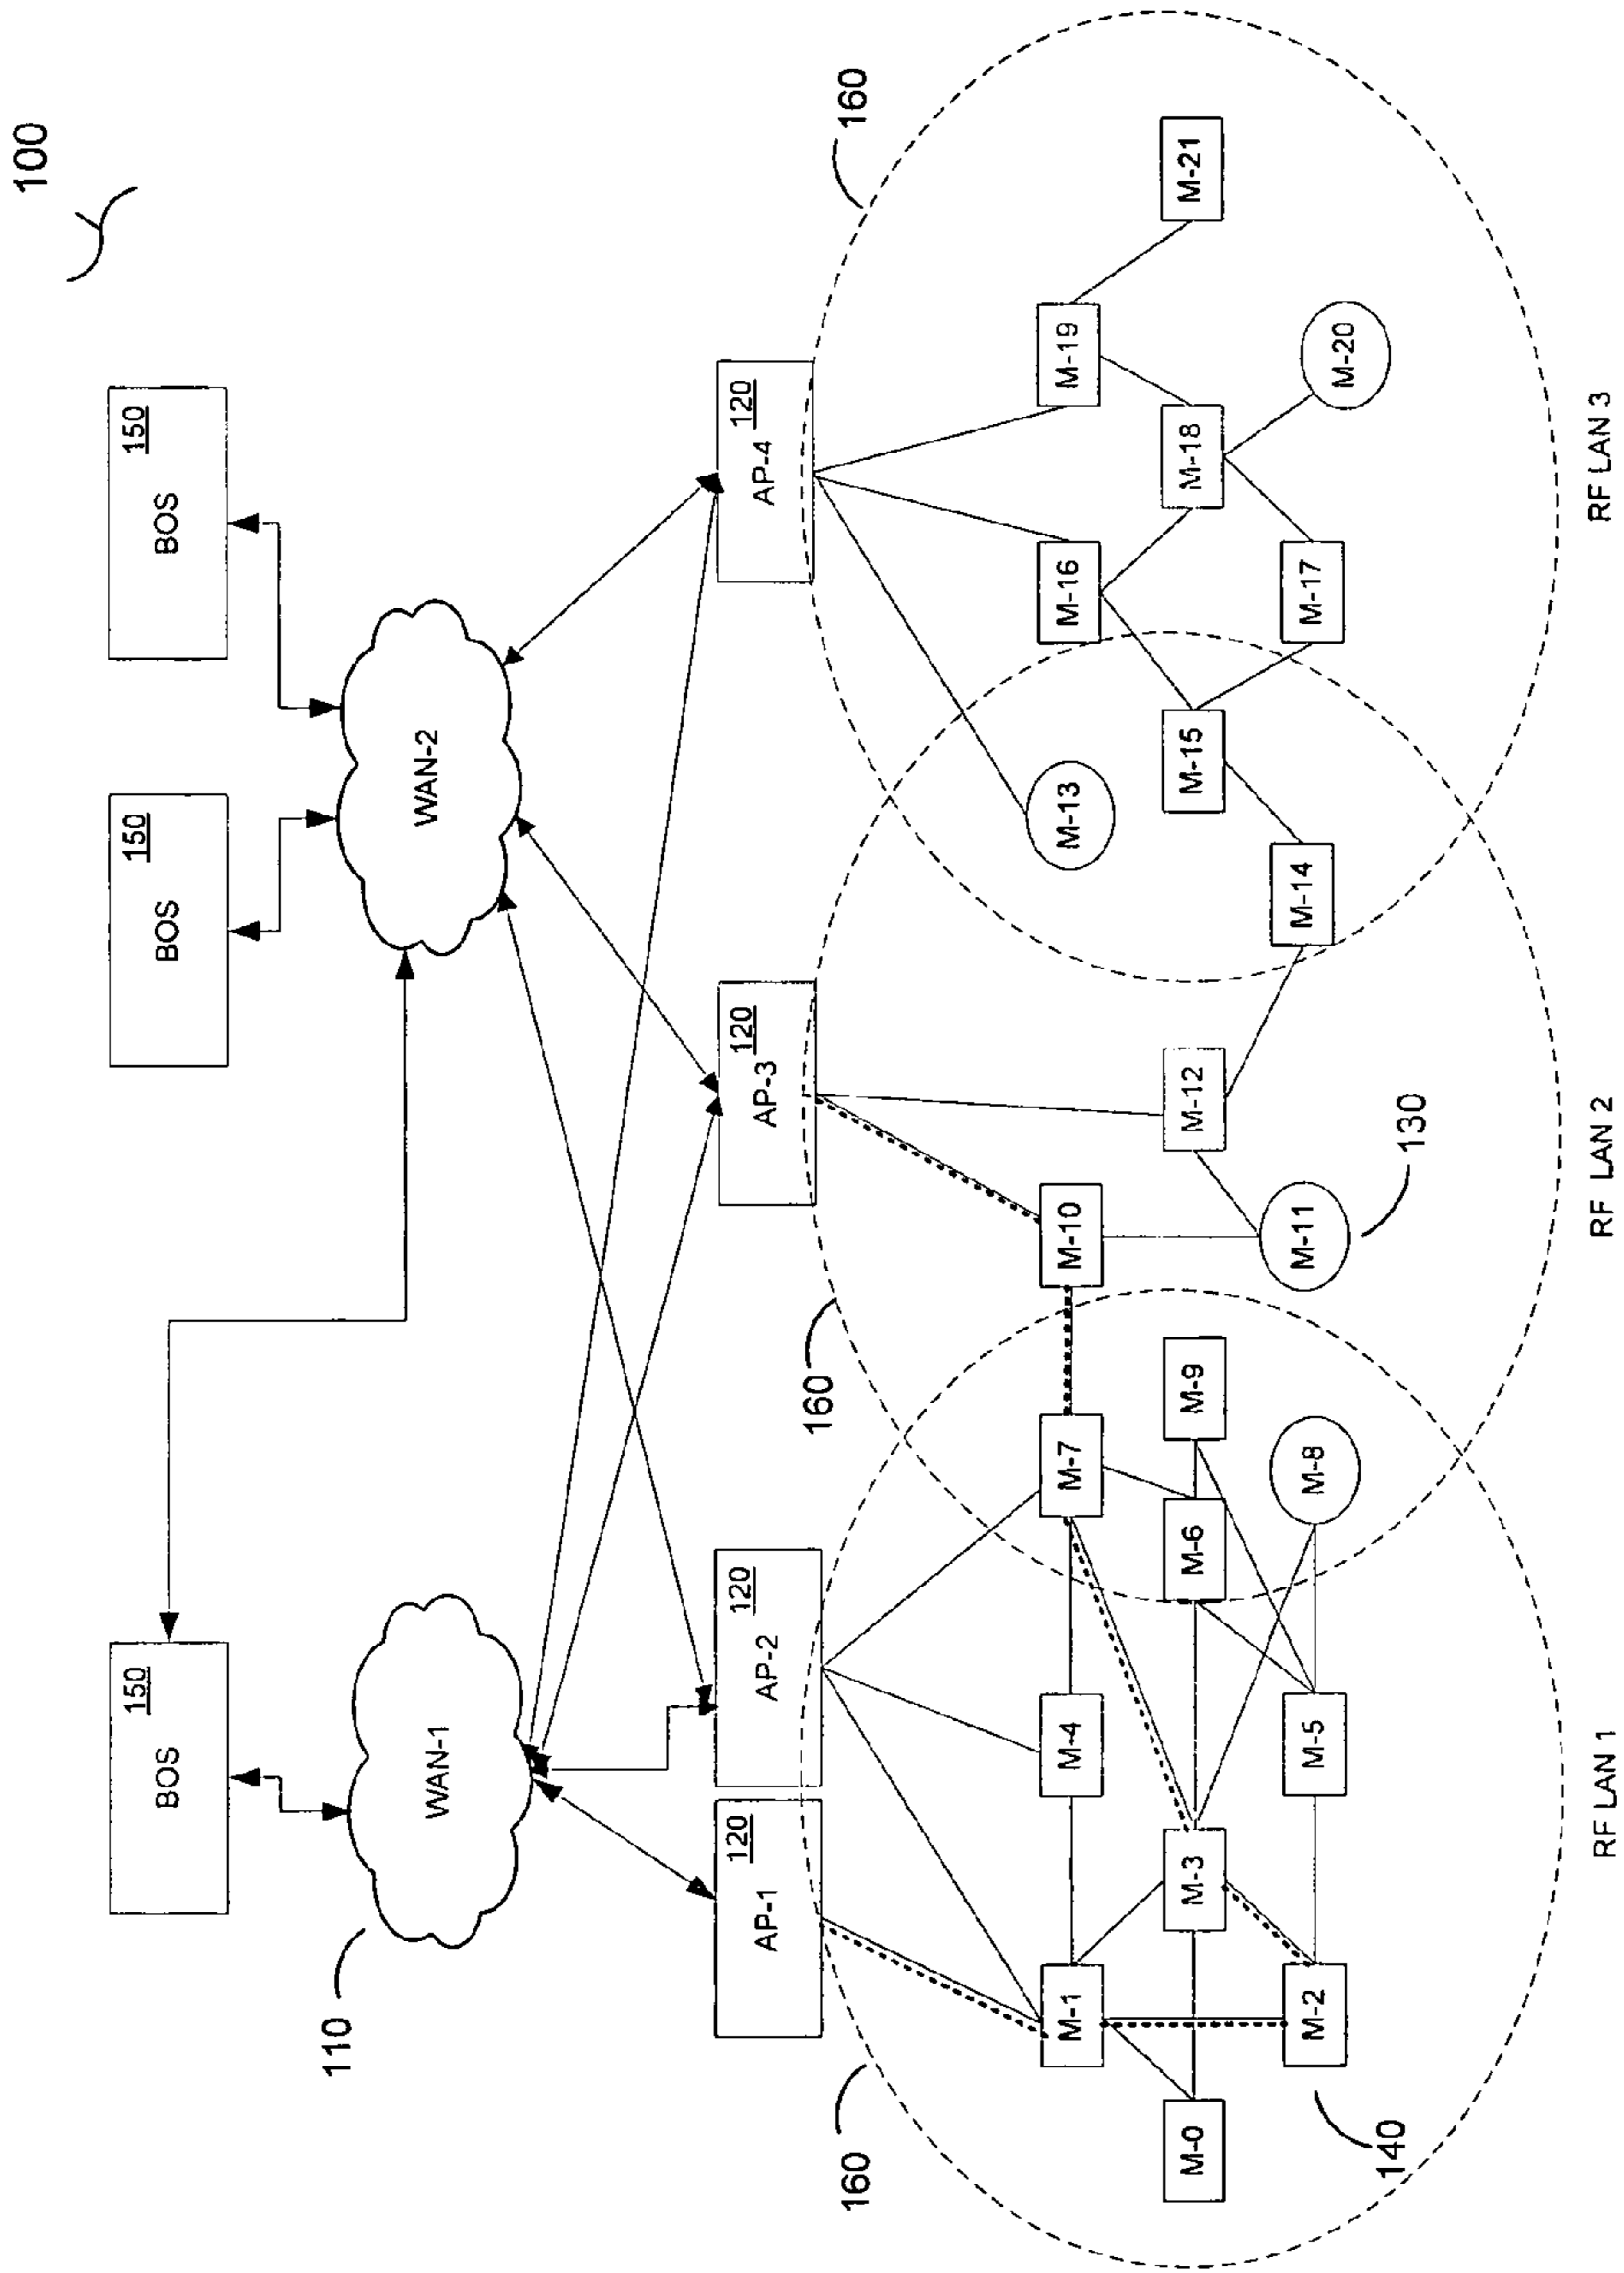 100
150
BOS
150
BOS
150
BOS
110
WAN-1
WAN-2
120
AP-1
120
AP-2
120
AP-3
120
AP-4
160
160
160
M-1
M-4
M-7
M-10
M-13
M-16
M-19
M-0
M-3
M-6
M-9
M-12
M-15
M-18
M-21
M-2
M-5
M-8
M-11
M-14
M-17
M-20
140
130
RF LAN 1
RF LAN 2
RF LAN 3